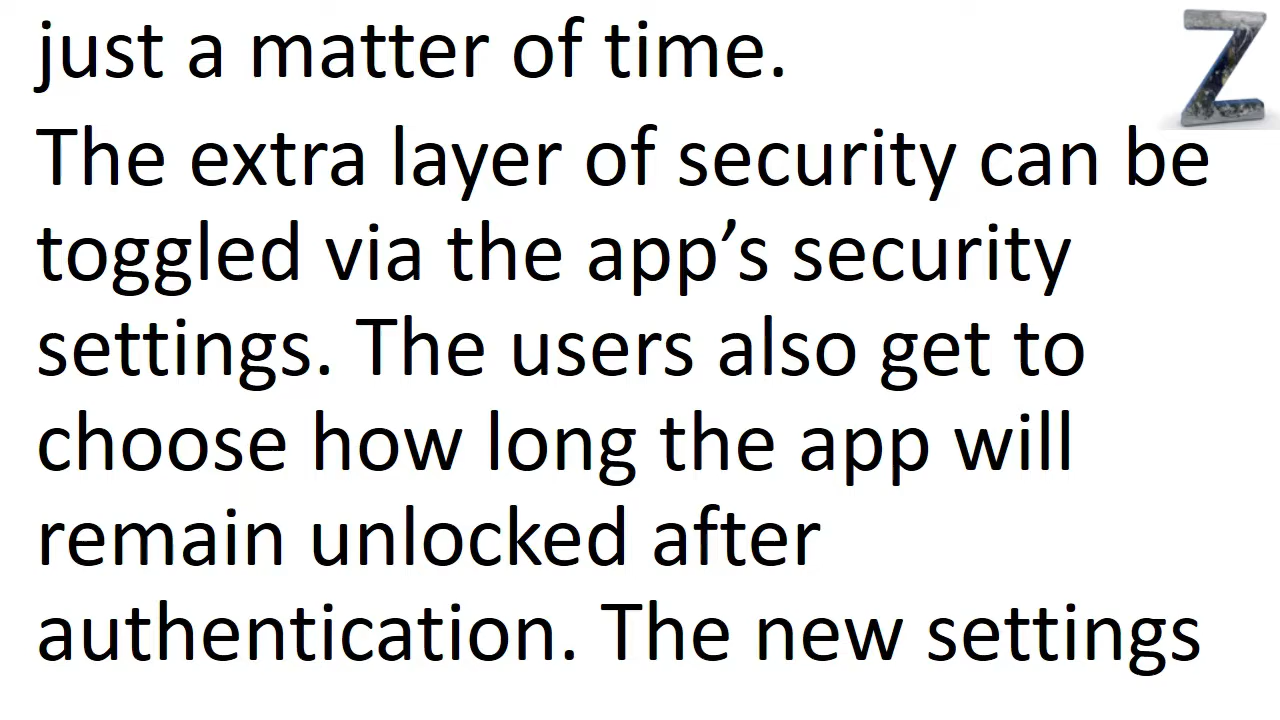 just a matter of time.
The extra layer of security can be
toggled via the app’s security
settings. The users also get to
choose how long the app will
remain unlocked after
authentication. The new settings
Z